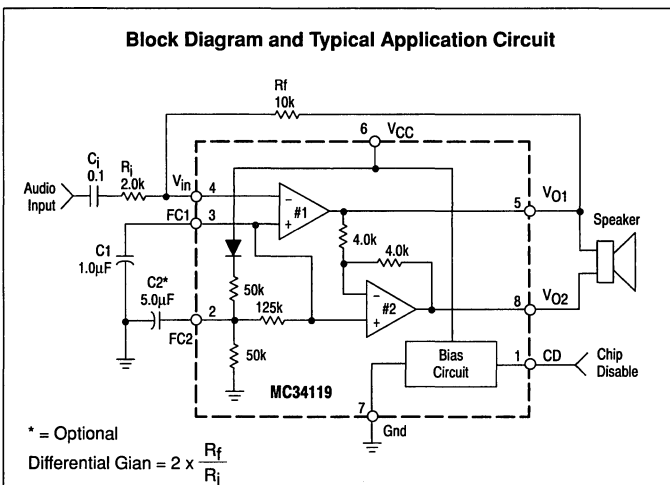 Block Diagram and Typical Application Circuit
Rf
10k
6
VCC
Ci
0.1
Ri
2.0k
Audio
Input
Vin
4
FC1
3
#1
5
VO1
Speaker
4.0k
4.0k
C1
1.0µF
C2*
5.0µF
50k
2
125k
FC2
#2
8
VO2
50k
Bias
Circuit
1
CD
Chip
Disable
MC34119
7
Gnd
* = Optional
Differential Gian = 2 x Rf
Ri